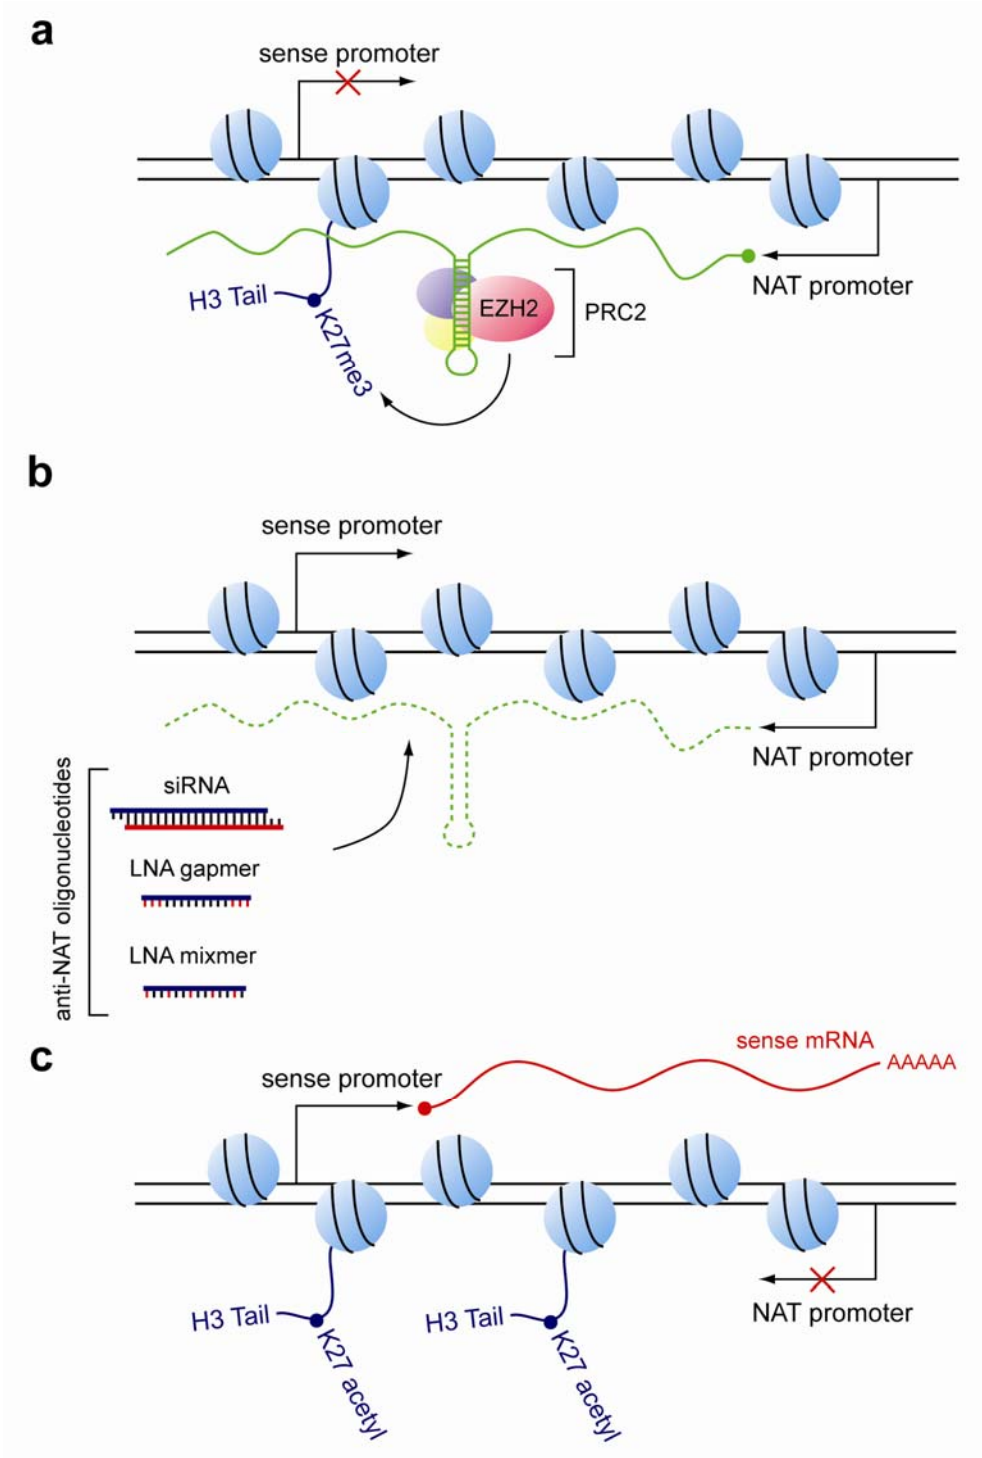 a
sense promoter
H3 Tail
K27me3
EZH2
PRC2
NAT promoter
b
sense promoter
NAT promoter
anti-NAT oligonucleotides
siRNA
LNA gapmer
LNA mixmer
c
sense mRNA
AAAAA
sense promoter
NAT promoter
H3 Tail
K27 acetyl
H3 Tail
K27 acetyl